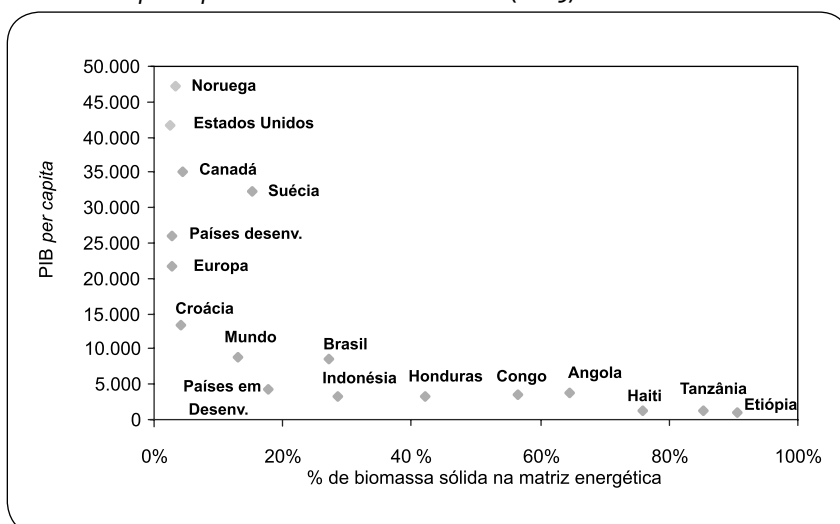 50.000
45.000
40.000
35.000
30.000
25.000
20.000
15.000
10.000
5.000
0
PIB per capita
Noruega
Estados Unidos
Canadá
Suécia
Países desenv.
Europa
Croácia
Mundo
Brasil
Países em
Desenv.
Indonésia
Honduras
Congo
Angola
Haiti
Tanzânia
Etiópia
0%
20%
40 %
60%
80%
100%
% de biomassa sólida na matriz energética